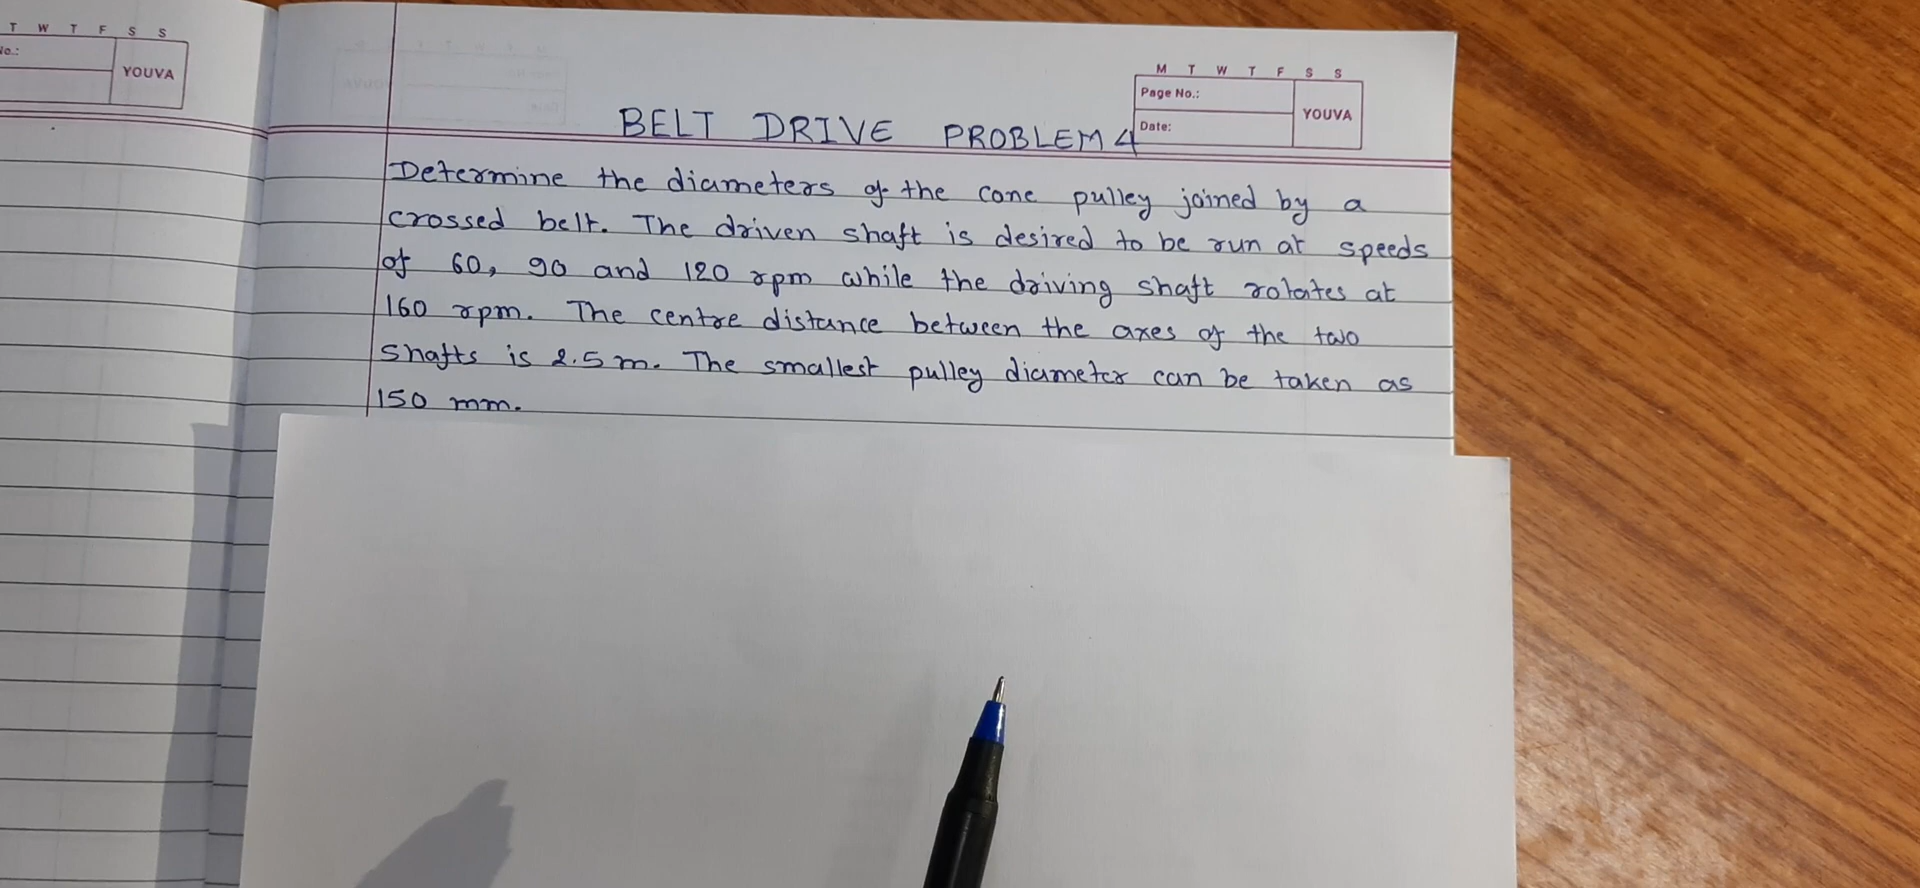 T W T F S S
No.:
YOUVA
M T W T F S S
Page No.:
YOUVA
Date:
BELT DRIVE PROBLEM 4
Determine the diameters of the cone pulley joined by a
crossed belt. The driven shaft is desired to be run at speeds
of 60, 90 and 120 rpm while the driving shaft rotates at
160 rpm. The centre distance between the axes of the two
shafts is 2.5 m. The smallest pulley diameter can be taken as
150 mm.